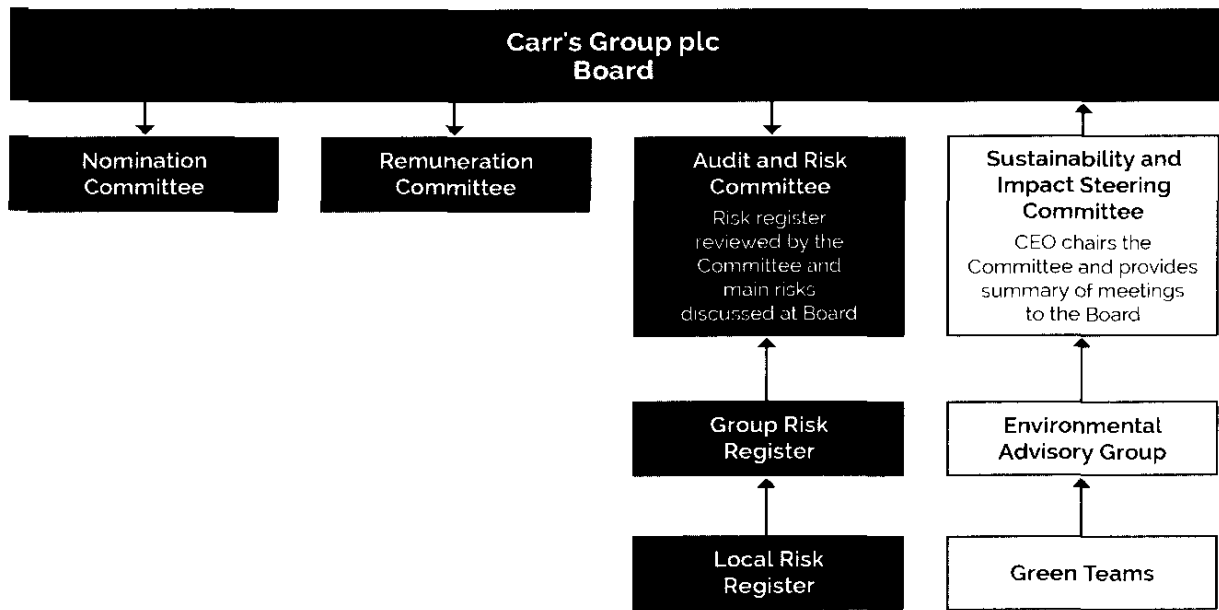 Carr's Group plc
Board
Nomination
Committee
Remuneration
Committee
Audit and Risk
Committee
Risk register
reviewed by the
Committee and
main risks
discussed at Board
Sustainability and
Impact Steering
Committee
CEO chairs the
Committee and provides
summary of meetings
to the Board
Group Risk
Register
Environmental
Advisory Group
Local Risk
Register
Green Teams